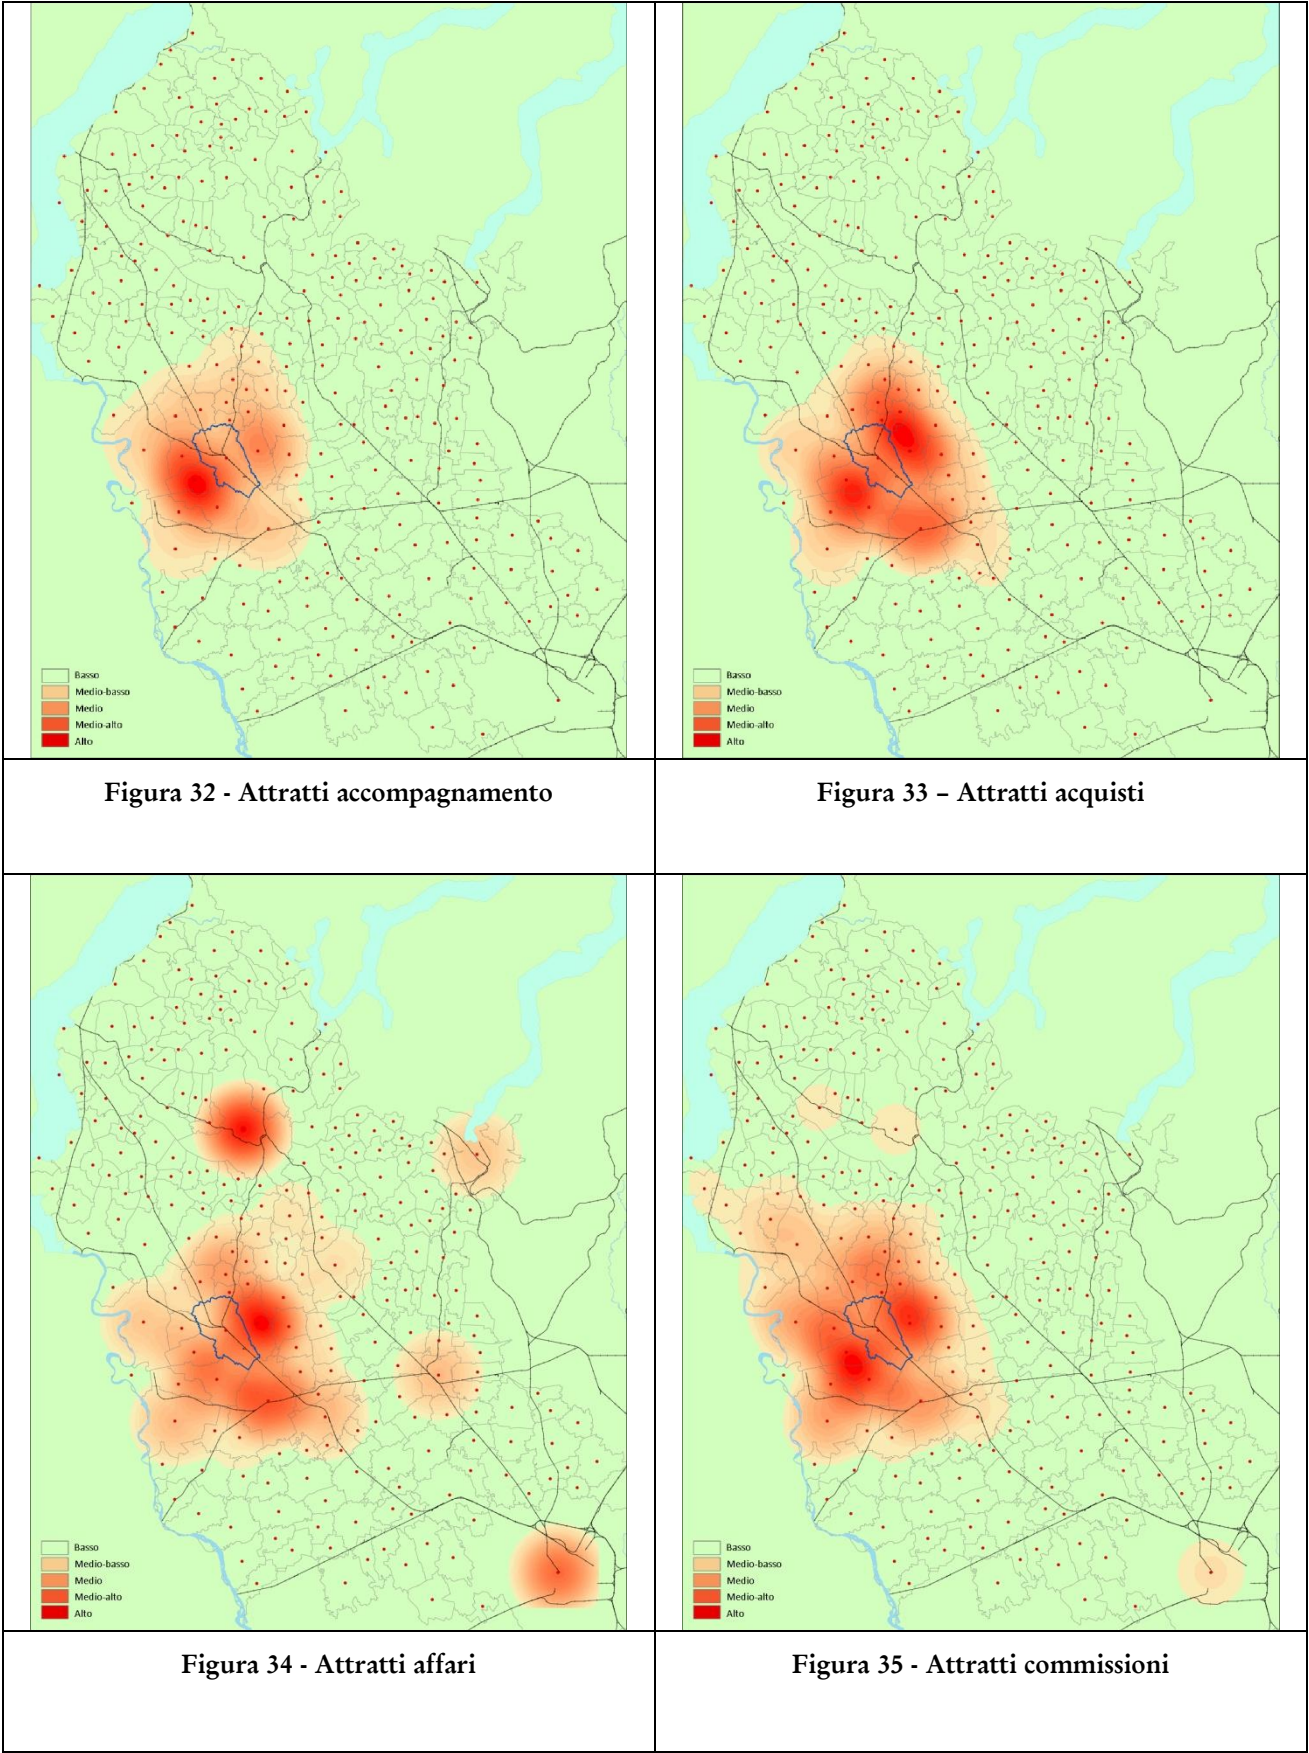 Basso
Medio-basso
Medio
Medio-alto
Alto
Basso
Medio-basso
Medio
Medio-alto
Alto
Figura 32 - Attratti accompagnamento
Figura 33 – Attratti acquisti
Basso
Medio-basso
Medio
Medio-alto
Alto
Basso
Medio-basso
Medio
Medio-alto
Alto
Figura 34 - Attratti affari
Figura 35 - Attratti commissioni